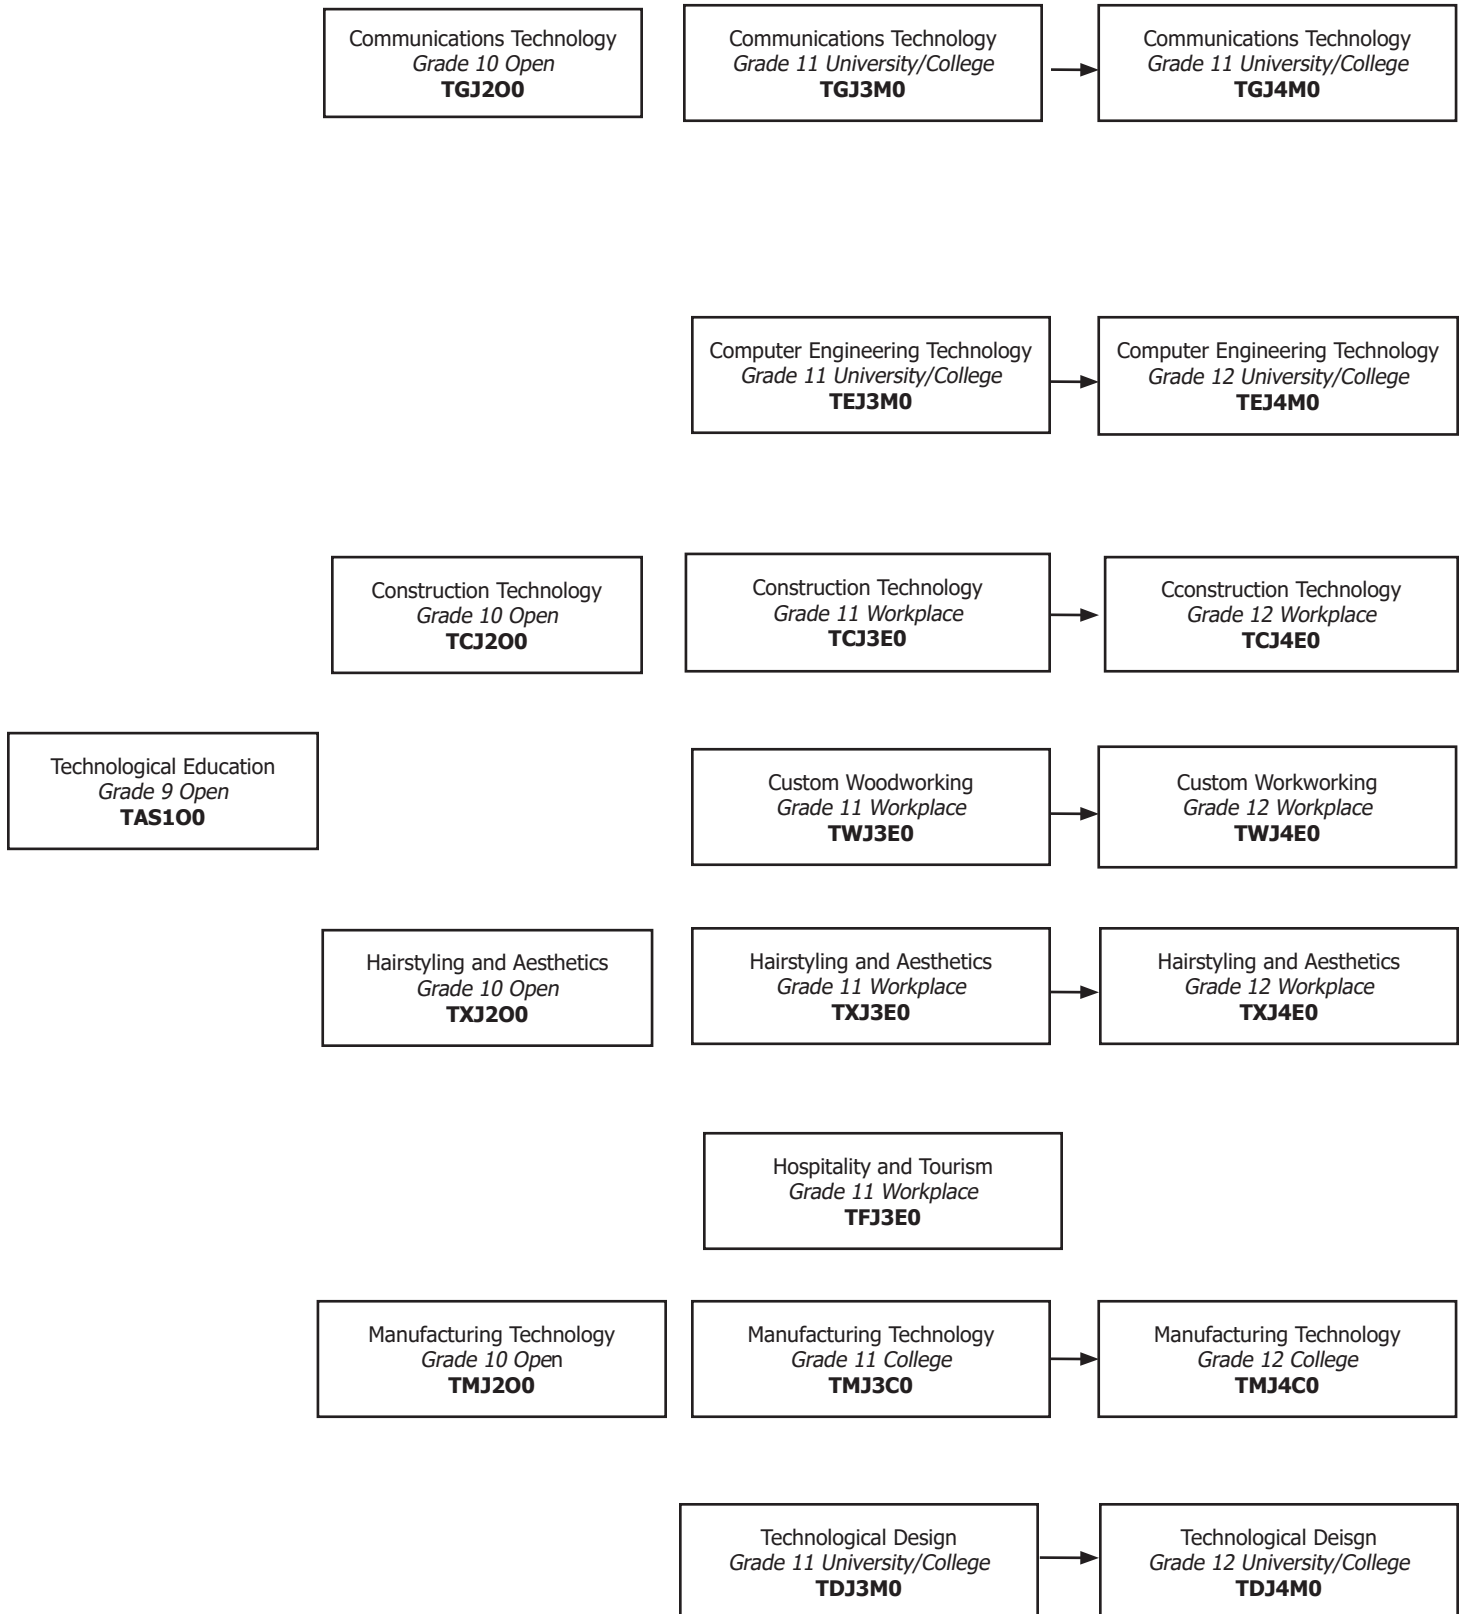 Communications Technology
Grade 10 Open
TGJ2O0
Communications Technology
Grade 11 University/College
TGJ3M0
Communications Technology
Grade 11 University/College
TGJ4M0
Computer Engineering Technology
Grade 11 University/College
TEJ3M0
Computer Engineering Technology
Grade 12 University/College
TEJ4M0
Construction Technology
Grade 10 Open
TCJ2O0
Construction Technology
Grade 11 Workplace
TCJ3E0
Cconstruction Technology
Grade 12 Workplace
TCJ4E0
Technological Education
Grade 9 Open
TAS1O0
Custom Woodworking
Grade 11 Workplace
TWJ3E0
Custom Workworking
Grade 12 Workplace
TWJ4E0
Hairstyling and Aesthetics
Grade 10 Open
TXJ2O0
Hairstyling and Aesthetics
Grade 11 Workplace
TXJ3E0
Hairstyling and Aesthetics
Grade 12 Workplace
TXJ4E0
Hospitality and Tourism
Grade 11 Workplace
TFJ3E0
Manufacturing Technology
Grade 10 Open
TMJ2O0
Manufacturing Technology
Grade 11 College
TMJ3C0
Manufacturing Technology
Grade 12 College
TMJ4C0
Technological Design
Grade 11 University/College
TDJ3M0
Technological Deisgn
Grade 12 University/College
TDJ4M0